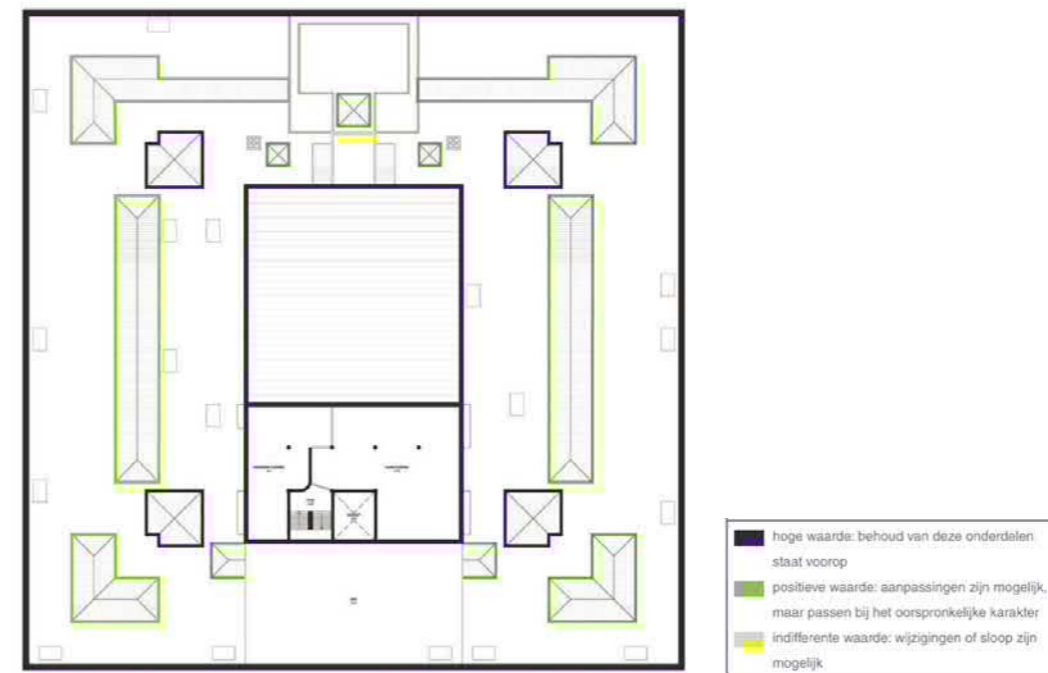 hoge waarde: behoud van deze onderdelen
staat voorop
positieve waarde: aanpassingen zijn mogelijk,
maar passen bij het oorspronkelijke karakter
indifferente waarde: wijzigingen of sloop zijn
mogelijk